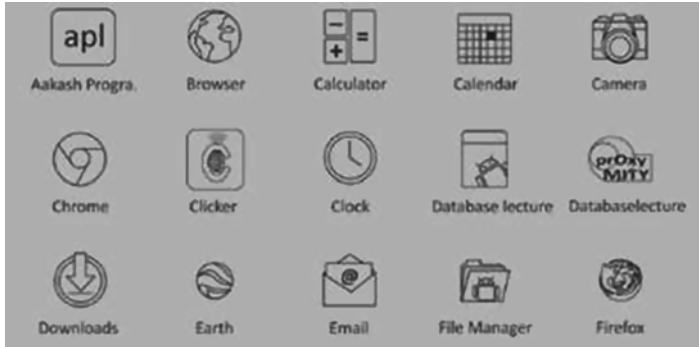 apl
Aakash Progra.
Browser
Calculator
Calendar
Camera
Chrome
Clicker
Clock
Database lecture
prOxy
MITY
Databaselecture
Downloads
Earth
@
Email
File Manager
Firefox